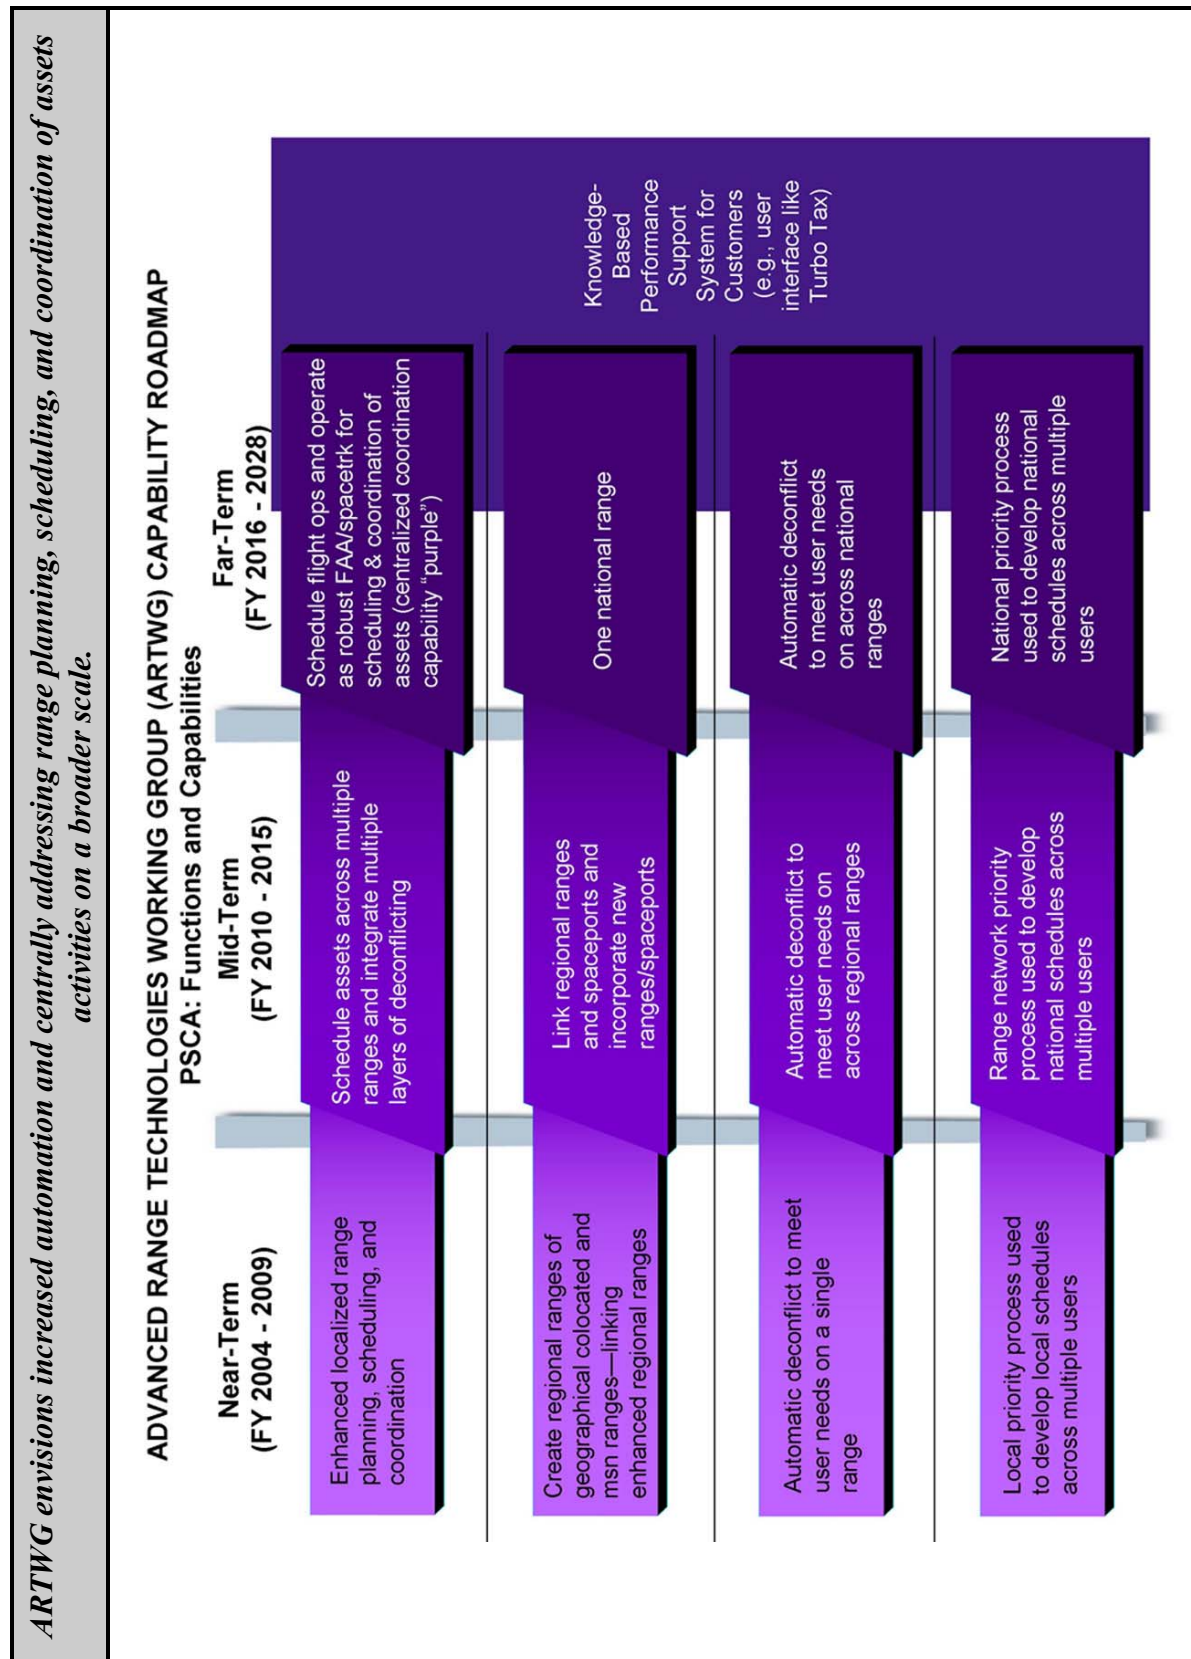 ARTWG envisions increased automation and centrally addressing range planning, scheduling, and coordination of assets
activities on a broader scale.
ADVANCED RANGE TECHNOLOGIES WORKING GROUP (ARTWG) CAPABILITY ROADMAP
PSCA: Functions and Capabilities
Near-Term
(FY 2004 - 2009)
Mid-Term
(FY 2010 - 2015)
Far-Term
(FY 2016 - 2028)
Enhanced localized range
planning, scheduling, and
coordination
Schedule assets across multiple
ranges and integrate multiple
layers of deconflicting
Schedule flight ops and operate
as robust FAA/spacetrk for
scheduling & coordination of
assets (centralized coordination
capability “purple”)
Create regional ranges of
geographical colocated and
msn ranges—linking
enhanced regional ranges
Link regional ranges
and spaceports and
incorporate new
ranges/spaceports
One national range
Automatic deconflict to meet
user needs on a single
range
Automatic deconflict to
meet user needs on
across regional ranges
Automatic deconflict
to meet user needs
on across national
ranges
Local priority process used
to develop local schedules
across multiple users
Range network priority
process used to develop
national schedules across
multiple users
National priority process
used to develop national
schedules across multiple
users
Knowledge-
Based
Performance
Support
System for
Customers
(e.g., user
interface like
Turbo Tax)